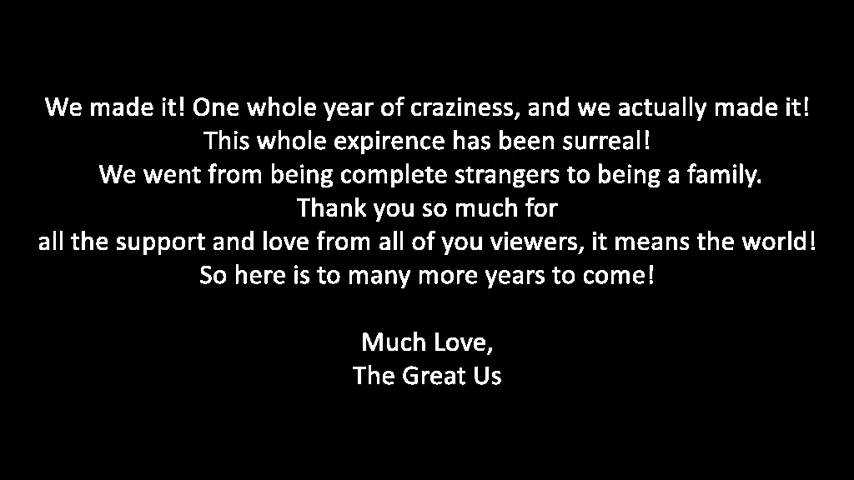 We made it! One whole year of craziness, and we actually made it!
This whole expirence has been surreal!
We went from being complete strangers to being a family.
Thank you so much for
all the support and love from all of you viewers, it means the world!
So here is to many more years to come!
Much Love,
The Great Us